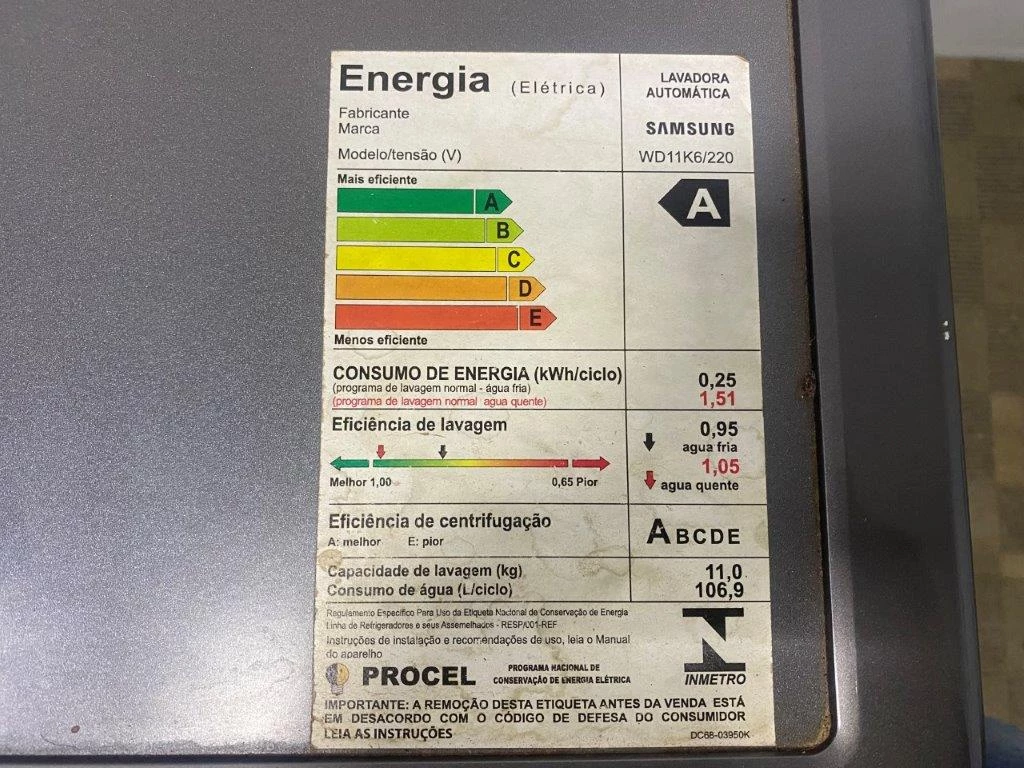 Energia (Elétrica)
LAVADORA
AUTOMÁTICA
Fabricante
Marca
SAMSUNG
Modelo/tensão (V)
WD11K6/220
Mais eficiente
A
A
B
C
D
E
Menos eficiente
CONSUMO DE ENERGIA (kWh/ciclo)
(programa de lavagem normal - água fria)
(programa de lavagem normal agua quente)
0,25
1,51
Eficiência de lavagem
Melhor 1,00
0,65 Pior
0,95
agua fria
1,05
agua quente
Eficiência de centrifugação
A: melhor E: pior
A B C D E
Capacidade de lavagem (kg)
11,0
Consumo de água (L/ciclo)
106,9
Regulamento Específico Para Uso da Etiqueta Nacional de Conservação de Energia
Linha de Refrigeradores e seus Assemelhados - RESP/001-REF
Instruções de instalação e recomendações de uso, leia o Manual
do aparelho
PROCEL
PROGRAMA NACIONAL DE
CONSERVAÇÃO DE ENERGIA ELÉTRICA
INMETRO
IMPORTANTE: A REMOÇÃO DESTA ETIQUETA ANTES DA VENDA ESTÁ
EM DESACORDO COM O CÓDIGO DE DEFESA DO CONSUMIDOR
LEIA AS INSTRUÇÕES
DC68-03950K